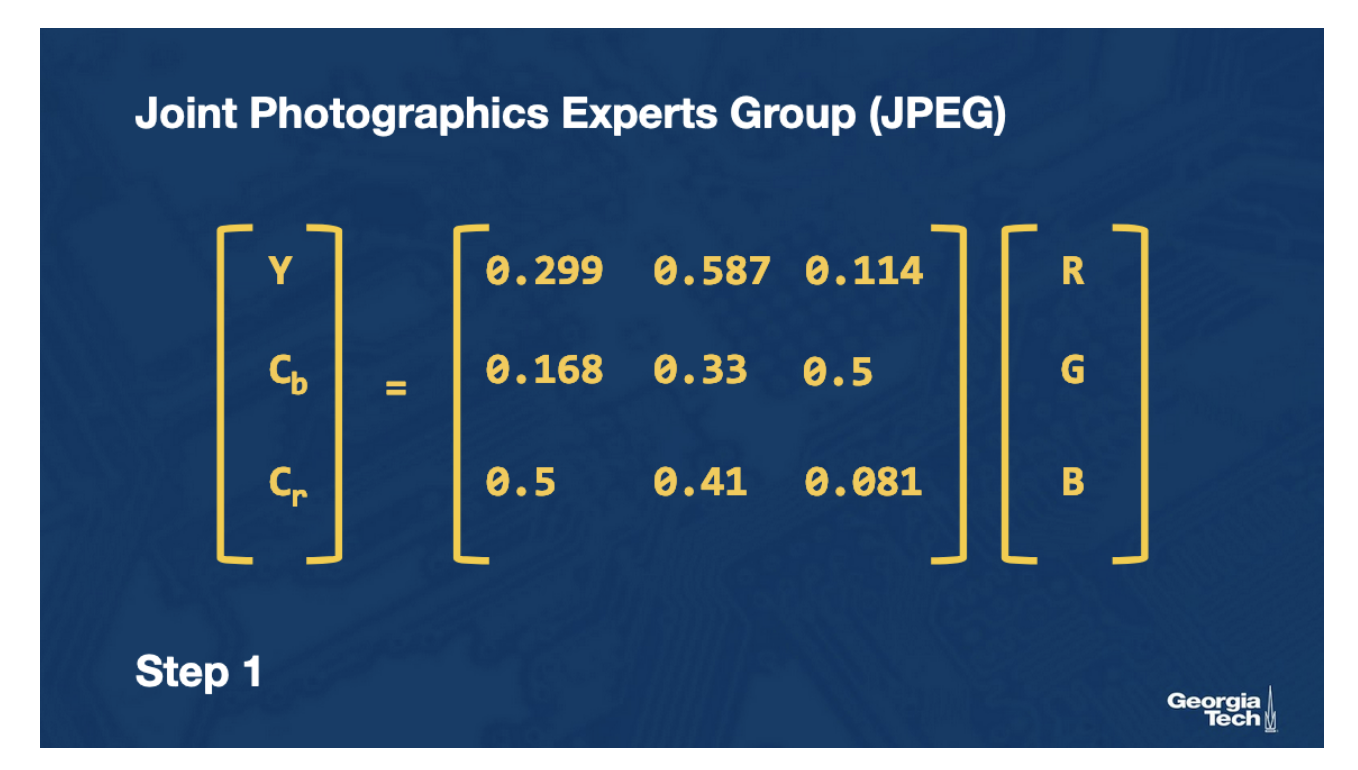 Joint Photographics Experts Group (JPEG)
Y 0.299 0.587 0.114 R
Cb = 0.168 0.33 0.5 G
Cr 0.5 0.41 0.081 B
Step 1
Georgia
Tech